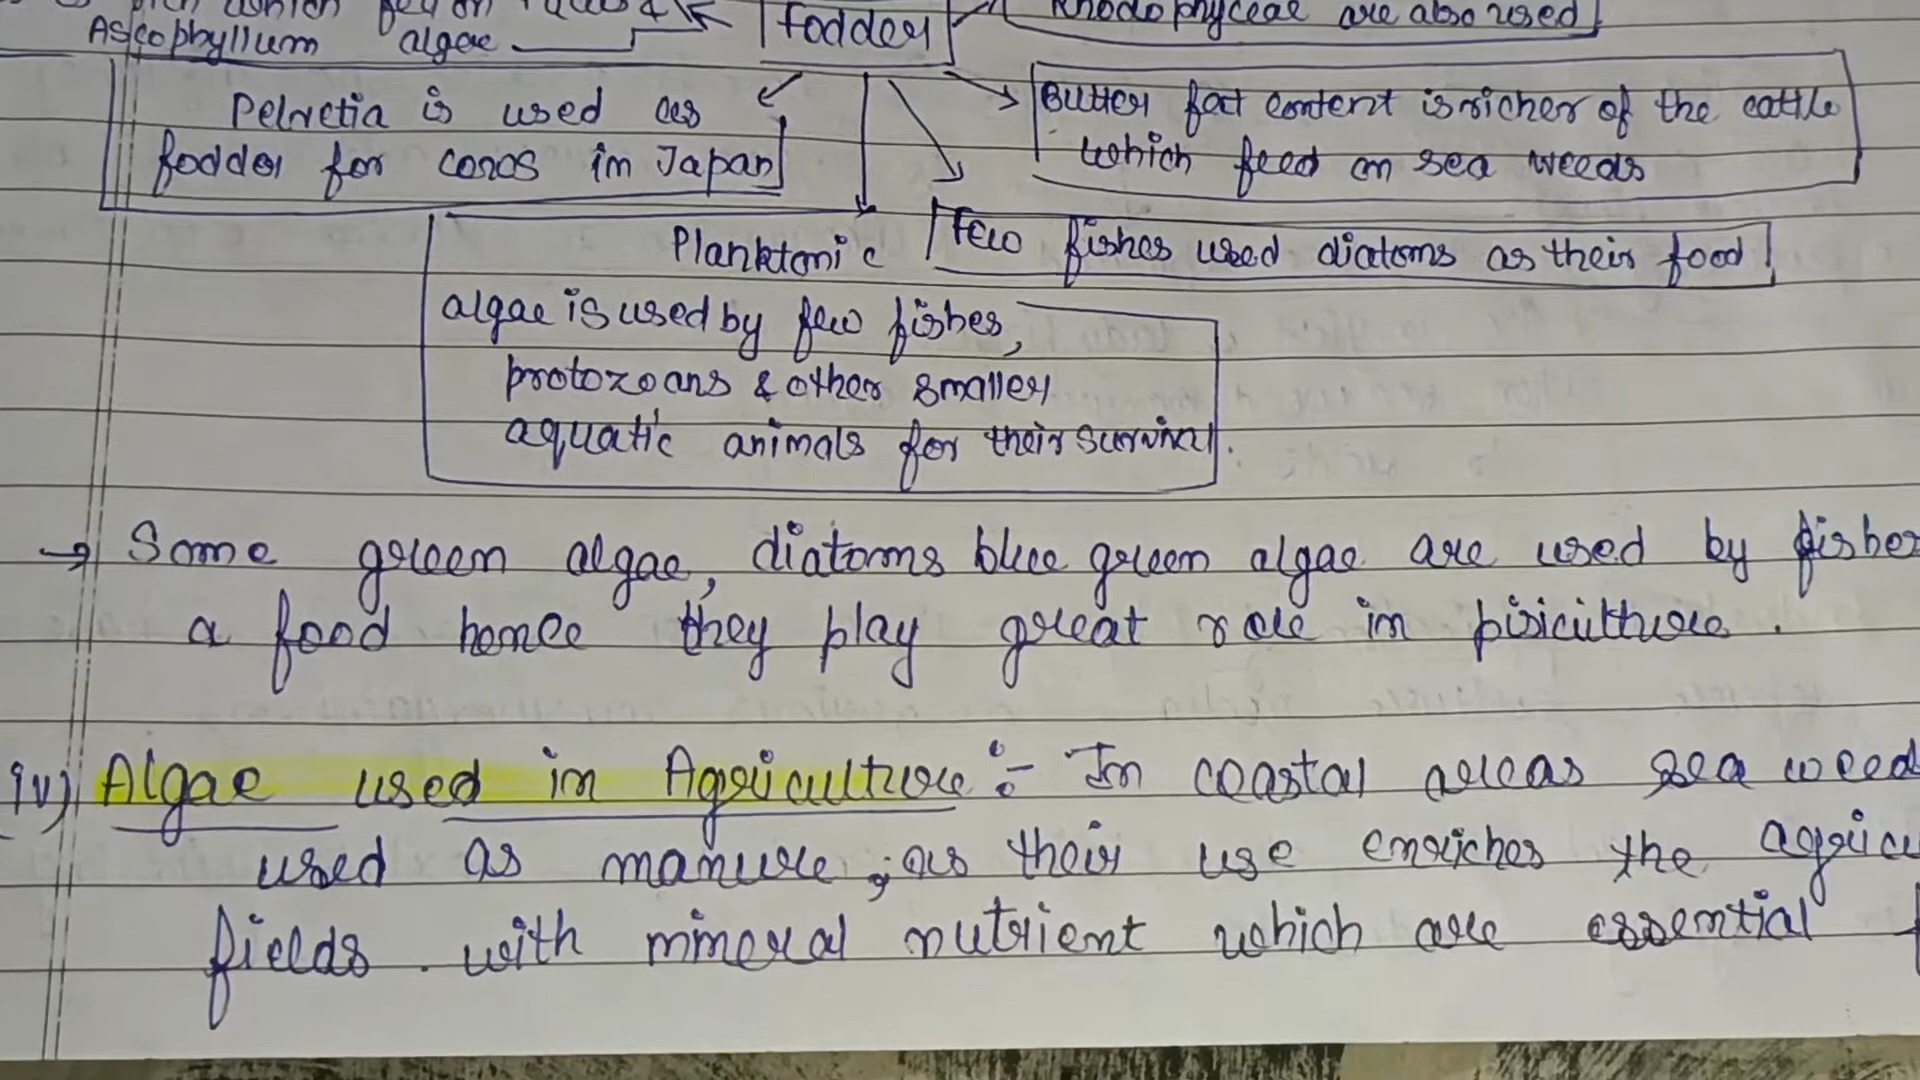 which feed on
Ascophyllum algae
fodder
Rhodophyceae are also used
Pelvetia is used as
fodder for cows in Japan
Butter fat content is richer of the cattle
which feed on sea weeds
Few fishes used diatoms as their food
Planktonic
algae is used by few fishes,
protozoans & other smaller
aquatic animals for their survival.
→ Some green algae, diatoms blue green algae are used by fishes
a food hence they play great role in pisiculture.
iv) Algae used in Agriculture :- In coastal areas sea weed
used as manure, as their use enriches the agricu
fields with mineral nutrient which are essential f